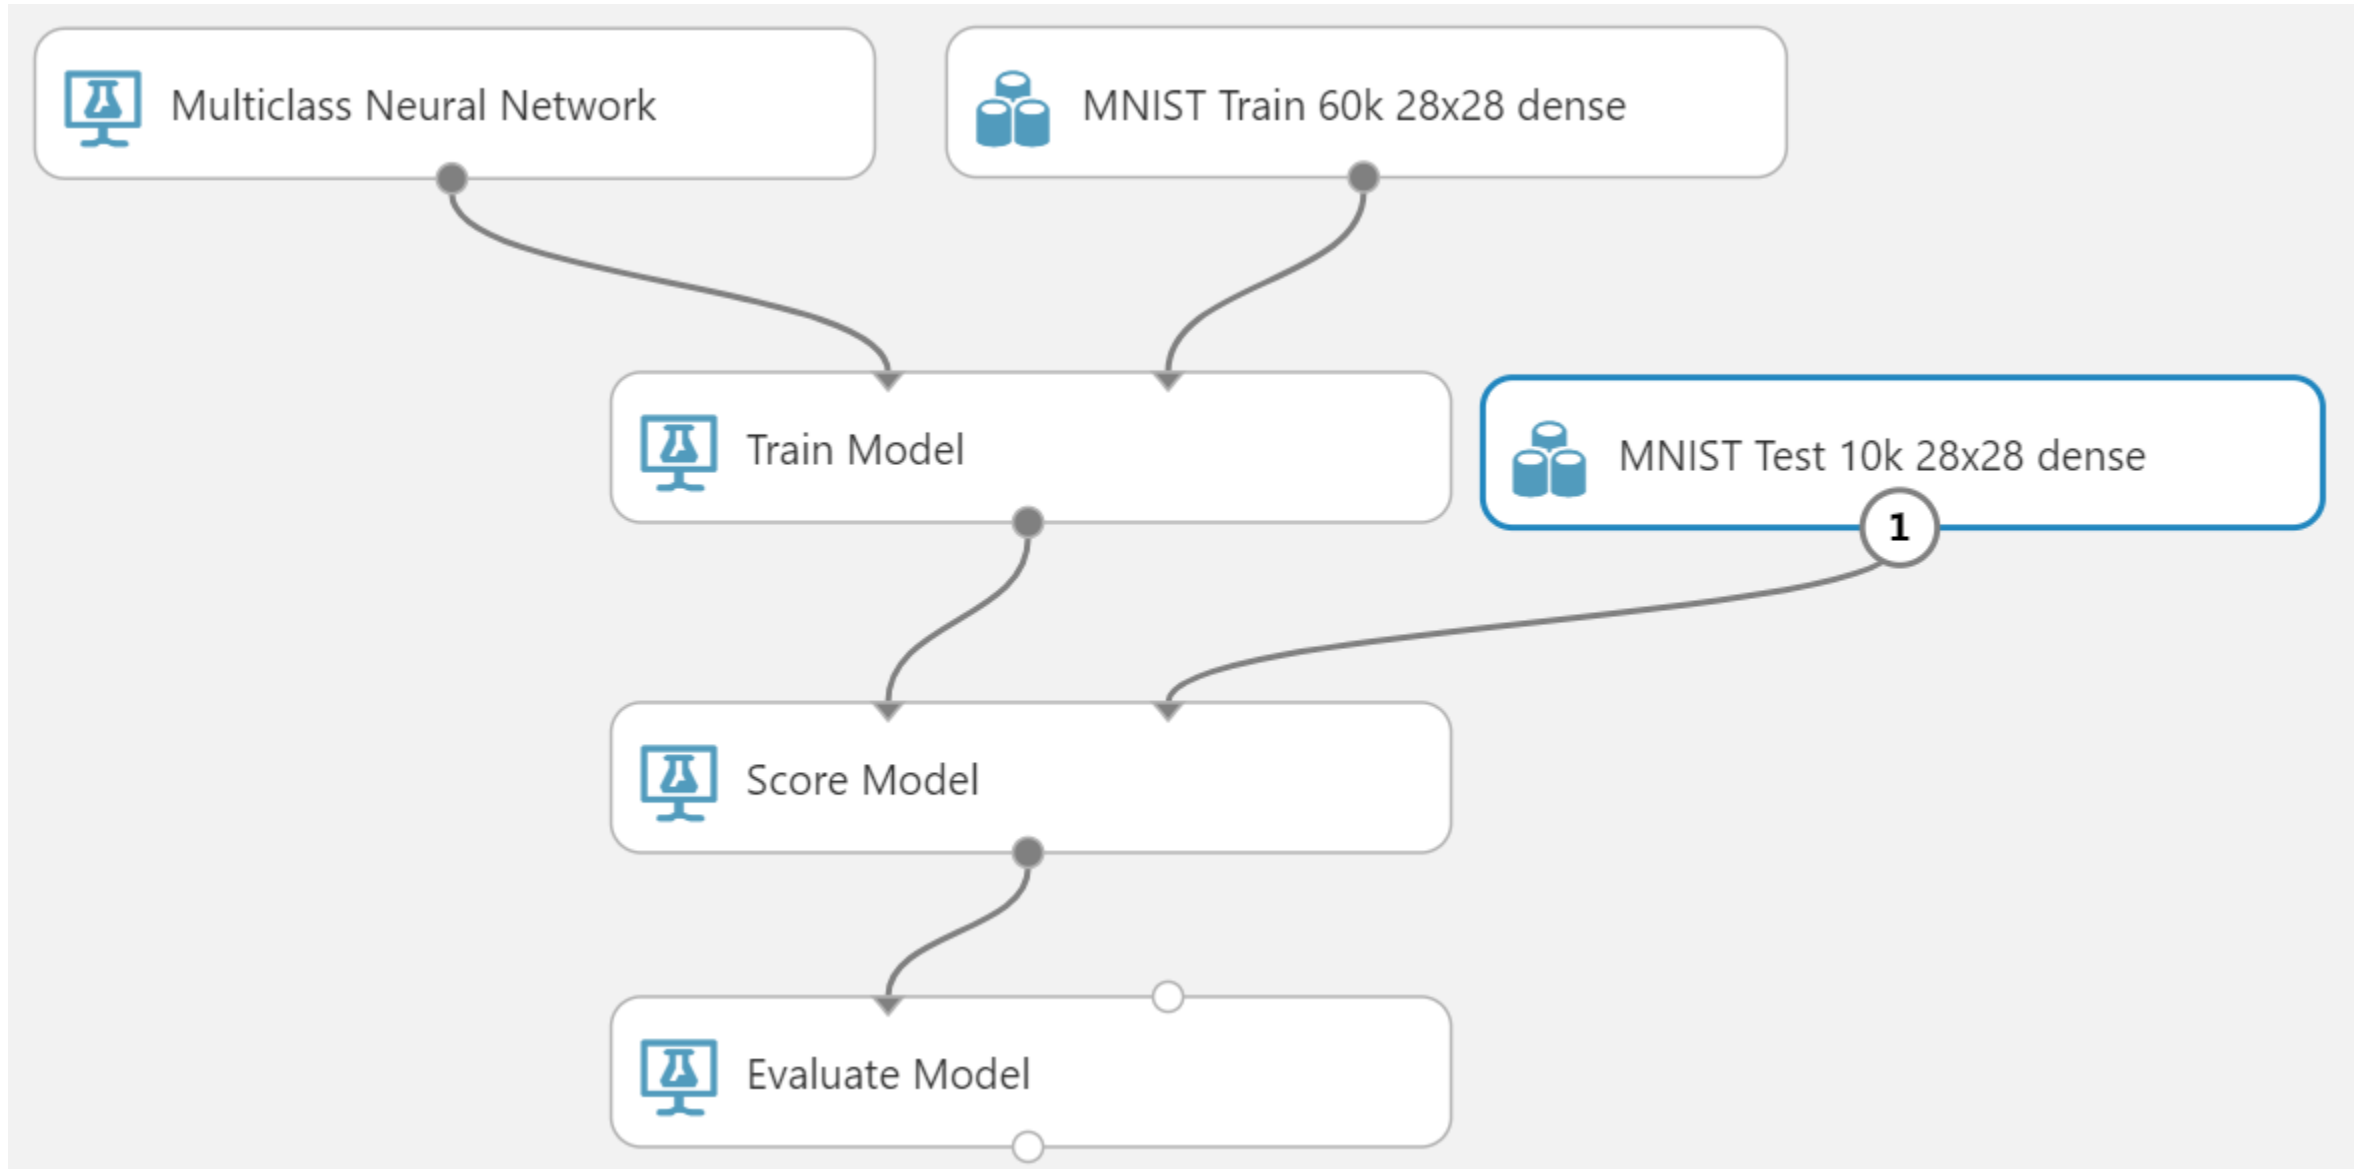 Multiclass Neural Network
MNIST Train 60k 28x28 dense
Train Model
MNIST Test 10k 28x28 dense
1
Score Model
Evaluate Model